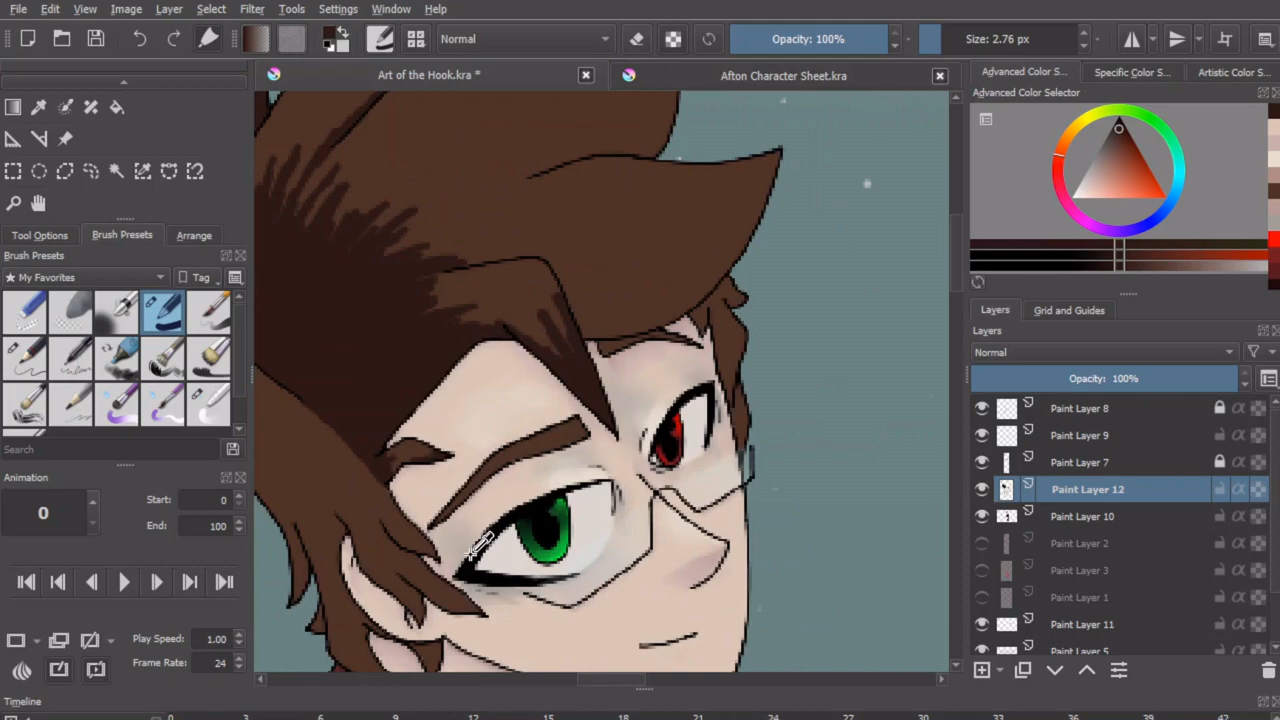 File Edit View Image Layer Select Filter Tools Settings Window Help
Normal Opacity: 100% Size: 2.76 px
Art of the Hook.kra * Afton Character Sheet.kra
Tool Options Brush Presets Arrange
Brush Presets
My Favorites Tag
Search
Animation
0 Start: 0
End: 100
Play Speed: 1.00
Frame Rate: 24
Timeline
0 3 6 9 12 15 18 21 24 33 36 39 42
Advanced Color S... Specific Color S... Artistic Color S...
Advanced Color Selector
Layers Grid and Guides
Layers
Normal
Opacity: 100%
Paint Layer 8
Paint Layer 9
Paint Layer 7
Paint Layer 12
Paint Layer 10
Paint Layer 2
Paint Layer 3
Paint Layer 1
Paint Layer 11
Paint Layer 5